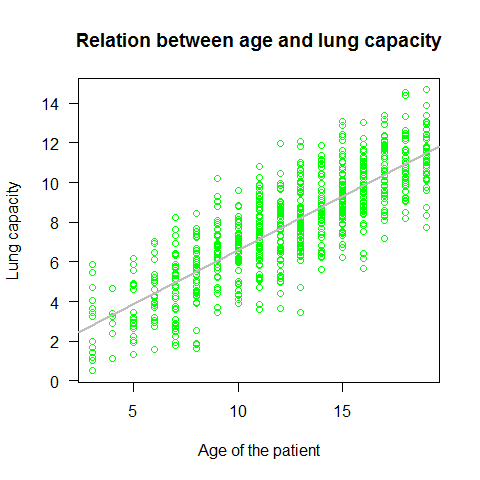 Relation between age and lung capacity
Lung capacity
14
12
10
8
6
4
2
0
5 10 15
Age of the patient